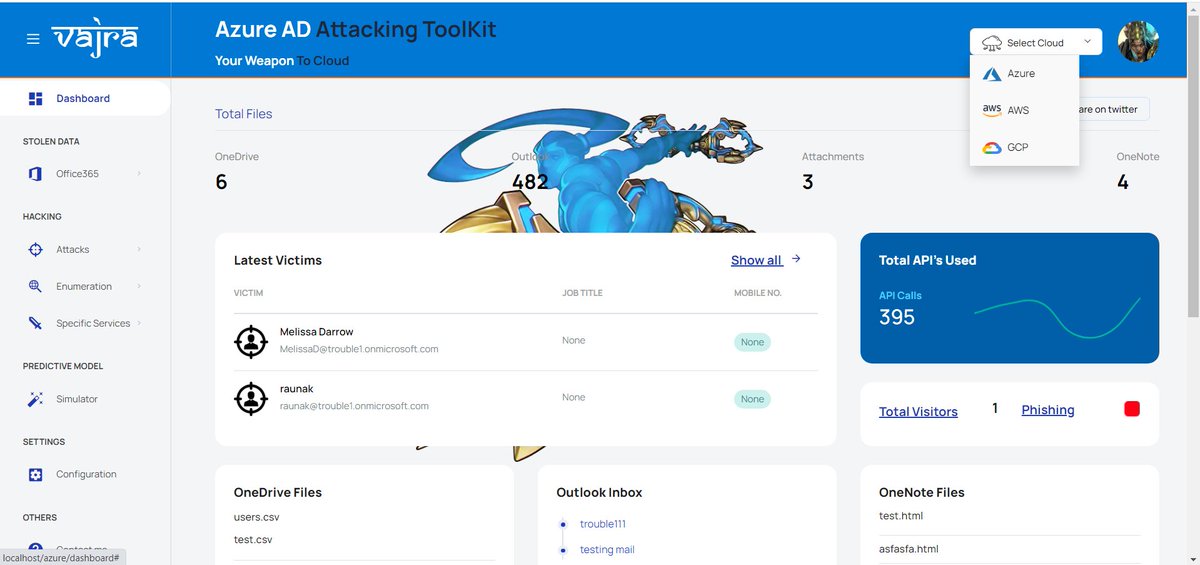 वज्रा
Azure AD Attacking ToolKit
Your Weapon To Cloud
Select Cloud
Azure
aws AWS
GCP
are on twitter
Dashboard
STOLEN DATA
Office365
HACKING
Attacks
Enumeration
Specific Services
PREDICTIVE MODEL
Simulator
SETTINGS
Configuration
OTHERS
Contact me
localhost/azure/dashboard#
Total Files
OneDrive
6
Outlook
482
Attachments
3
OneNote
4
Latest Victims
Show all
VICTIM JOB TITLE MOBILE NO.
Melissa Darrow
MelissaD@trouble1.onmicrosoft.com
None None
raunak
raunak@trouble1.onmicrosoft.com
None None
Total API's Used
API Calls
395
Total Visitors 1 Phishing
OneDrive Files
users.csv
test.csv
Outlook Inbox
trouble111
testing mail
OneNote Files
test.html
asfasfa.html